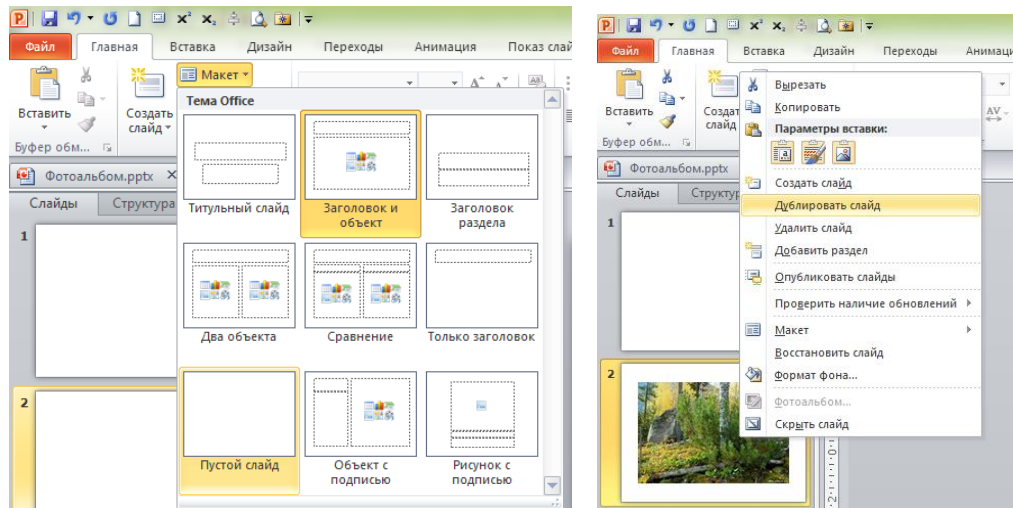 Файл Главная Вставка Дизайн Переходы Анимация Показ слай
Макет
Вставить
Создать
слайд
Буфер обм...
Тема Office
Титульный слайд
Заголовок и
объект
Заголовок
раздела
Два объекта
Сравнение
Только заголовок
Пустой слайд
Объект с
подписью
Рисунок с
подписью
Фотоальбом.pptx
Слайды Структура
1
2
Файл Главная Вставка Дизайн Переходы Анимаци
Вставить
Создат
слайд
Буфер обм...
Фотоальбом.pptx
Слайды Структур
1
2
Вырезать
Копировать
Параметры вставки:
Создать слайд
Дублировать слайд
Удалить слайд
Добавить раздел
Опубликовать слайды
Проверить наличие обновлений
Макет
Восстановить слайд
Формат фона...
Фотоальбом...
Скрыть слайд
AV